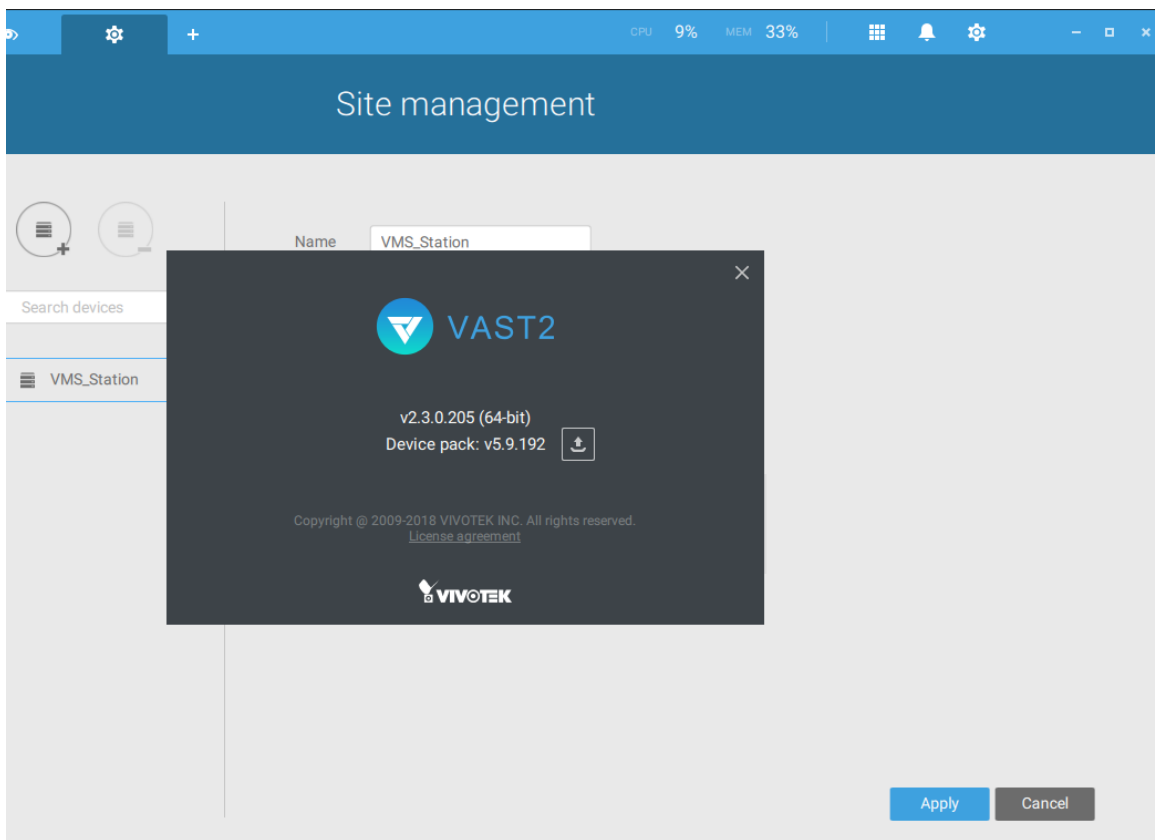 CPU 9% MEM 33%
Site management
Name VMS_Station
Search devices
VMS_Station
VAST2
v2.3.0.205 (64-bit)
Device pack: v5.9.192
Copyright @ 2009-2018 VIVOTEK INC. All rights reserved.
License agreement
VIVOTEK
Apply Cancel